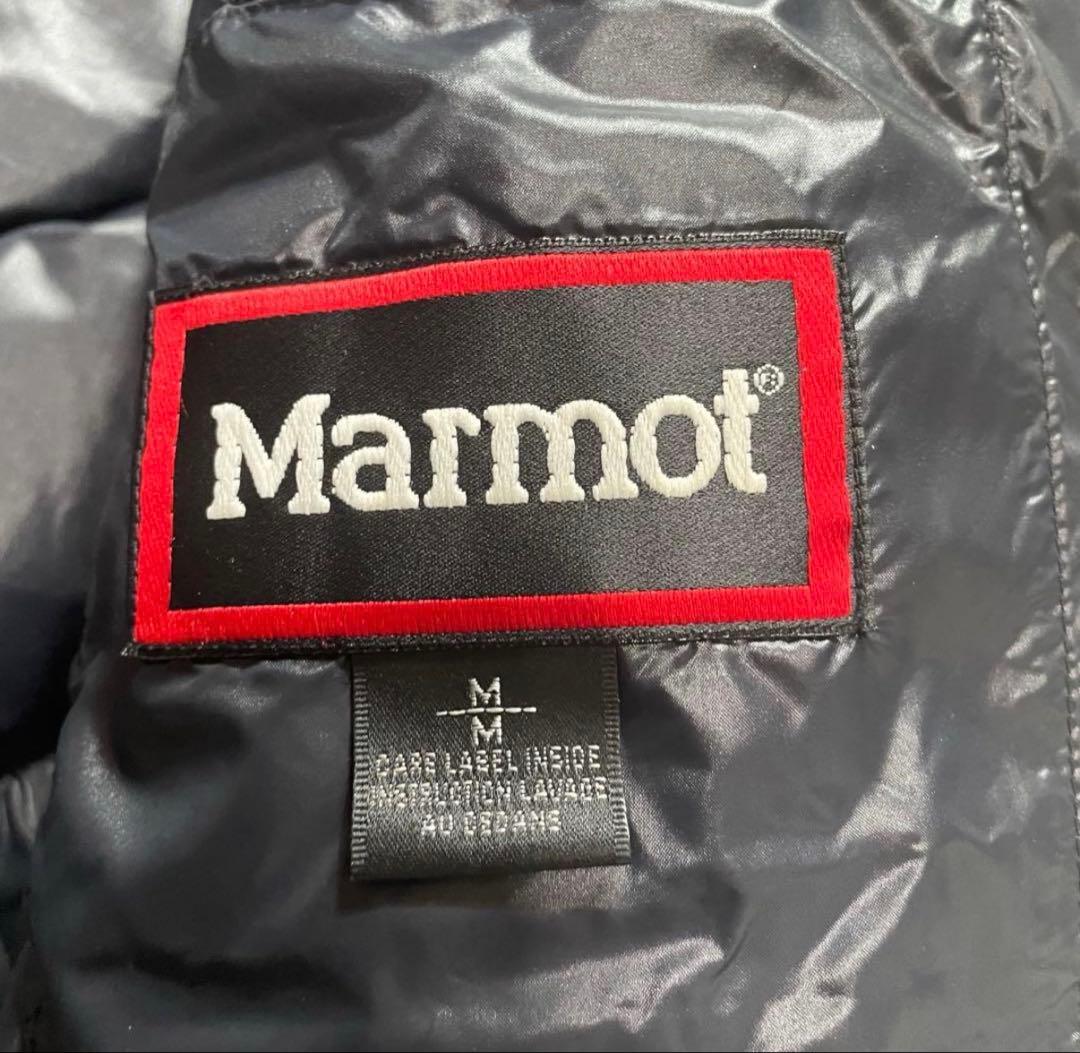 Marmot®
M
M
CARE LABEL INSIDE
INSTRUCTION LAVAGE
AU DEDANS